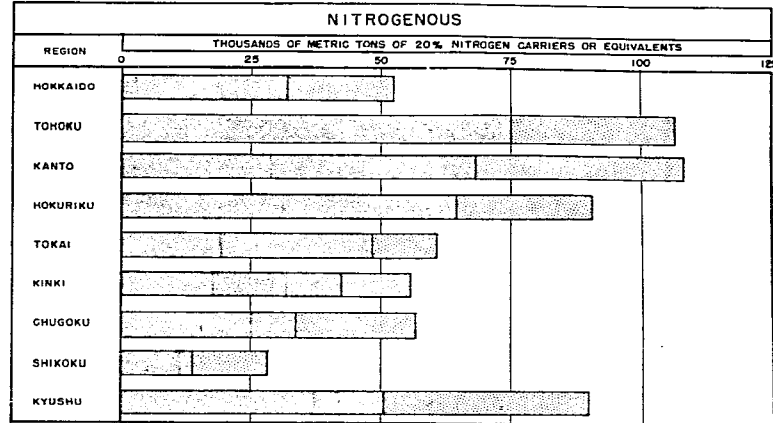 NITROGENOUS
REGION
THOUSANDS OF METRIC TONS OF 20% NITROGEN CARRIERS OR EQUIVALENTS
0 25 50 75 100 125
HOKKAIDO
TOHOKU
KANTO
HOKURIKU
TOKAI
KINKI
CHUGOKU
SHIKOKU
KYUSHU